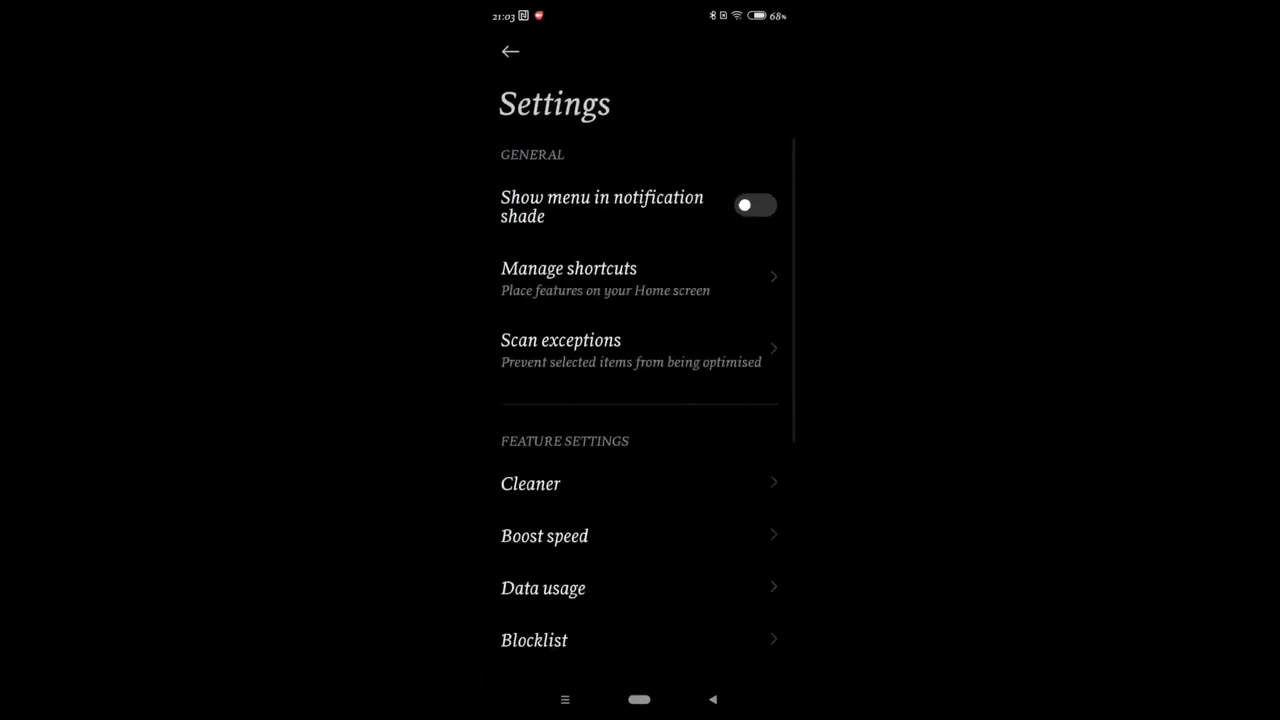 21:03 68%
Settings
GENERAL
Show menu in notification
shade
Manage shortcuts
Place features on your Home screen
Scan exceptions
Prevent selected items from being optimised
FEATURE SETTINGS
Cleaner
Boost speed
Data usage
Blocklist